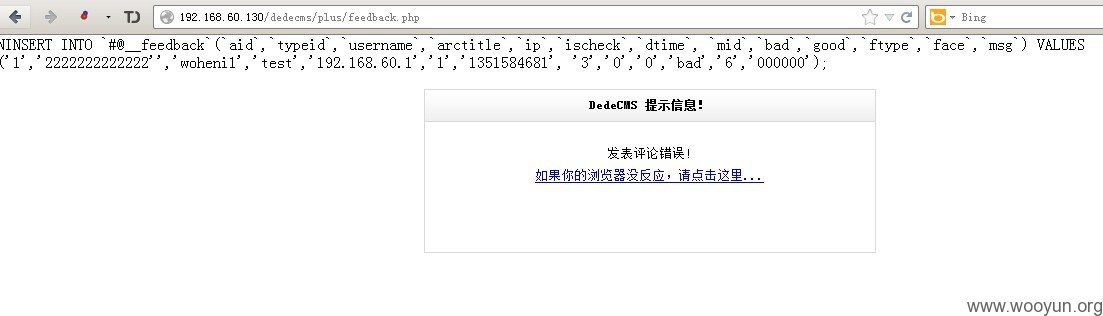 192.168.60.130/dedecms/plus/feedback.php
Bing
NINSERT INTO `#@__feedback`(`aid`,`typeid`,`username`,`arctitle`,`ip`,`ischeck`,`dtime`, `mid`,`bad`,`good`,`ftype`,`face`,`msg`) VALUES
('1','2222222222222'','woheni1','test','192.168.60.1','1','1351584681', '3','0','0','bad','6','000000');
DedeCMS 提示信息!
发表评论错误!
如果你的浏览器没反应，请点击这里...
www.wooyun.org